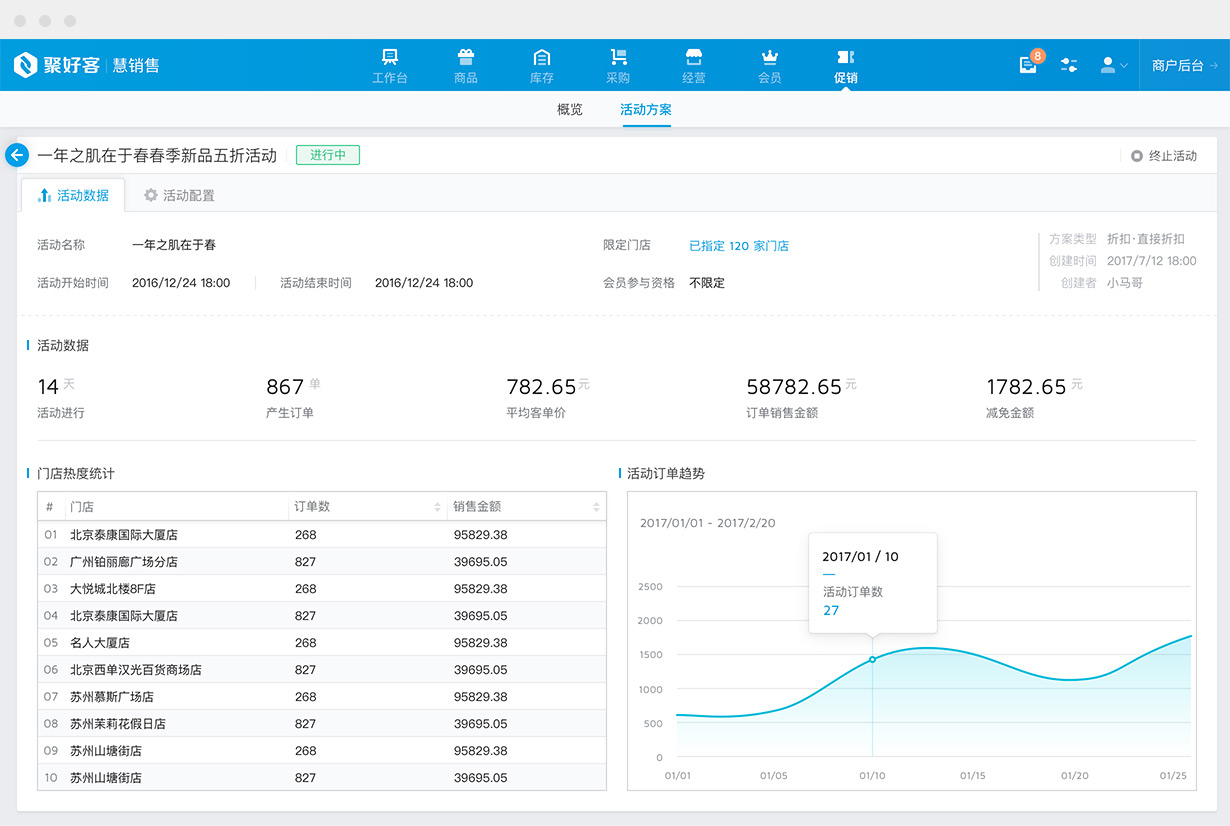 聚好客 慧销售
工作台 商品 库存 采购 经营 会员 促销
8
商户后台
概览 活动方案
一年之肌在于春春季新品五折活动 进行中 终止活动
活动数据 活动配置
活动名称 一年之肌在于春 限定门店 已指定 120 家门店
方案类型 折扣·直接折扣
创建时间 2017/7/12 18:00
活动开始时间 2016/12/24 18:00 活动结束时间 2016/12/24 18:00 会员参与资格 不限定
创建者 小马哥
活动数据
14 天 867 单 782.65 元 58782.65 元 1782.65 元
活动进行 产生订单 平均客单价 订单销售金额 减免金额
门店热度统计
# 门店 订单数 销售金额
01 北京泰康国际大厦店 268 95829.38
02 广州铂丽廊广场分店 827 39695.05
03 大悦城北楼8F店 268 95829.38
04 北京泰康国际大厦店 827 39695.05
05 名人大厦店 268 95829.38
06 北京西单汉光百货商场店 827 39695.05
07 苏州慕斯广场店 268 95829.38
08 苏州茉莉花假日店 827 39695.05
09 苏州山塘街店 268 95829.38
10 苏州山塘街店 827 39695.05
活动订单趋势
2017/01/01 - 2017/2/20
2017/01 / 10
活动订单数
27
2500
2000
1500
1000
500
0
01/01 01/05 01/10 01/15 01/20 01/25